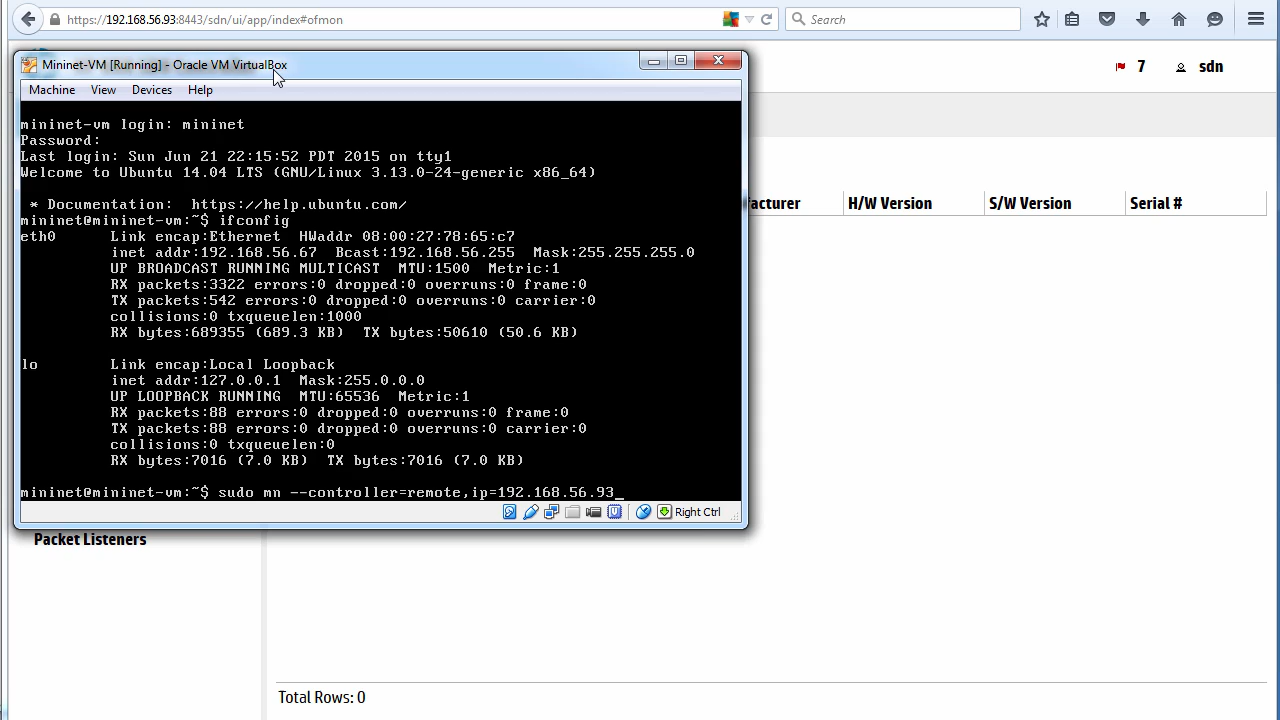 https://192.168.56.93:8443/sdn/ui/app/index#ofmon
Search
Mininet-VM [Running] - Oracle VM VirtualBox
7 sdn
Machine View Devices Help
mininet-vm login: mininet
Password:
Last login: Sun Jun 21 22:15:52 PDT 2015 on tty1
Welcome to Ubuntu 14.04 LTS (GNU/Linux 3.13.0-24-generic x86_64)
* Documentation: https://help.ubuntu.com/
mininet@mininet-vm:~$ ifconfig
eth0 Link encap:Ethernet HWaddr 08:00:27:78:65:c7
inet addr:192.168.56.67 Bcast:192.168.56.255 Mask:255.255.255.0
UP BROADCAST RUNNING MULTICAST MTU:1500 Metric:1
RX packets:3322 errors:0 dropped:0 overruns:0 frame:0
TX packets:542 errors:0 dropped:0 overruns:0 carrier:0
collisions:0 txqueuelen:1000
RX bytes:689355 (689.3 KB) TX bytes:50610 (50.6 KB)
lo Link encap:Local Loopback
inet addr:127.0.0.1 Mask:255.0.0.0
UP LOOPBACK RUNNING MTU:65536 Metric:1
RX packets:88 errors:0 dropped:0 overruns:0 frame:0
TX packets:88 errors:0 dropped:0 overruns:0 carrier:0
collisions:0 txqueuelen:0
RX bytes:7016 (7.0 KB) TX bytes:7016 (7.0 KB)
mininet@mininet-vm:~$ sudo mn --controller=remote,ip=192.168.56.93_
Right Ctrl
facturer H/W Version S/W Version Serial #
Packet Listeners
Total Rows: 0